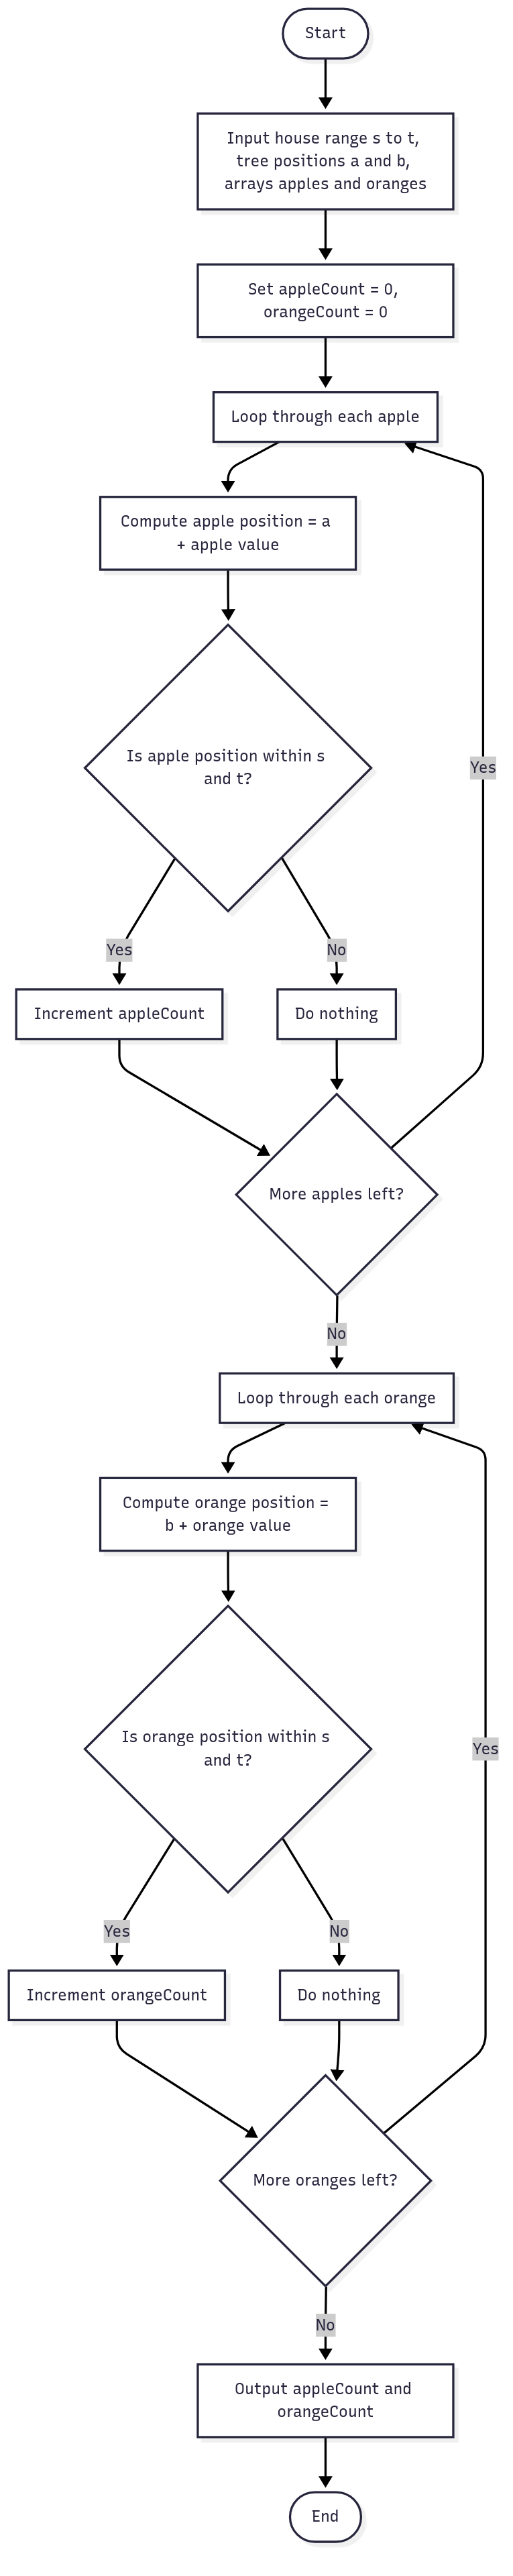 Start
Input house range s to t,
tree positions a and b,
arrays apples and oranges
Set appleCount = 0,
orangeCount = 0
Loop through each apple
Compute apple position = a
+ apple value
Is apple position within s
and t?
Yes
Yes
No
Increment appleCount
Do nothing
More apples left?
No
Loop through each orange
Compute orange position =
b + orange value
Is orange position within s
and t?
Yes
Yes
No
Increment orangeCount
Do nothing
More oranges left?
No
Output appleCount and
orangeCount
End